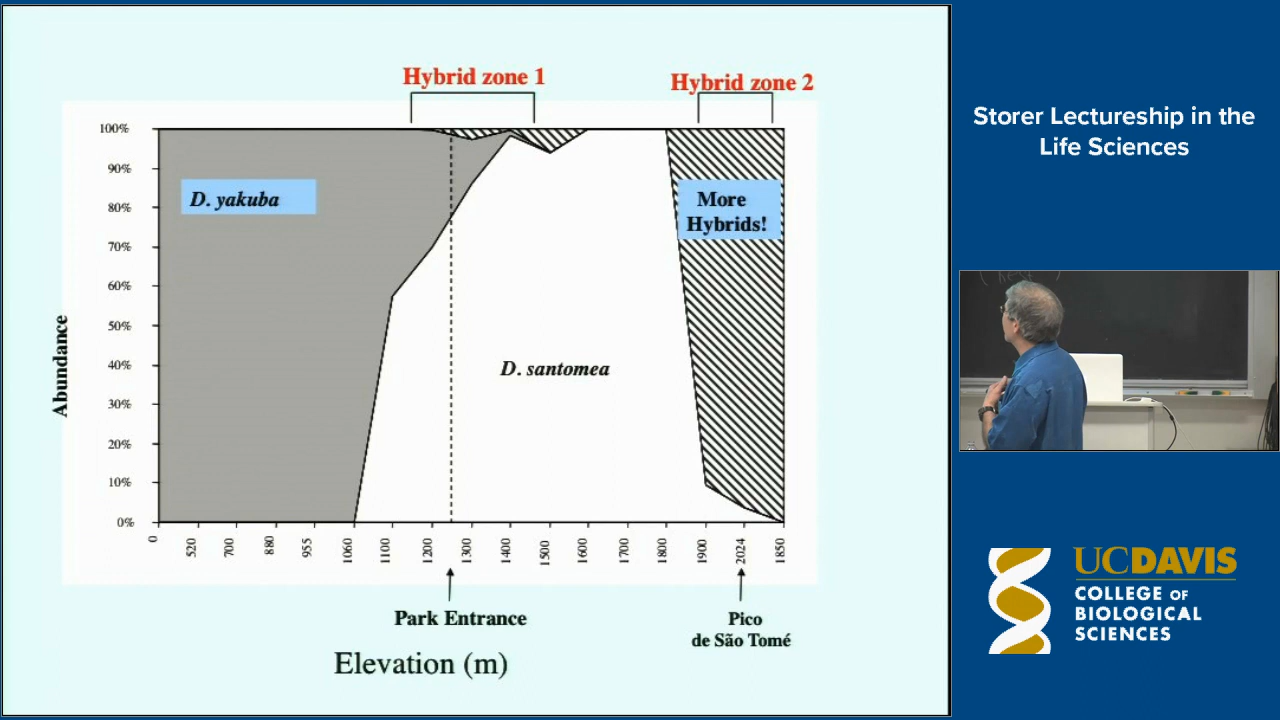 Hybrid zone 1
Hybrid zone 2
100%
90%
80%
70%
60%
50%
40%
30%
20%
10%
0%
Abundance
D. yakuba
More
Hybrids!
D. santomea
0
520
700
880
955
1060
1100
1200
1300
1400
1500
1600
1700
1800
1900
2024
1850
Park Entrance
Pico
de São Tomé
Elevation (m)
Storer Lectureship in the
Life Sciences
UCDAVIS
COLLEGE OF
BIOLOGICAL
SCIENCES